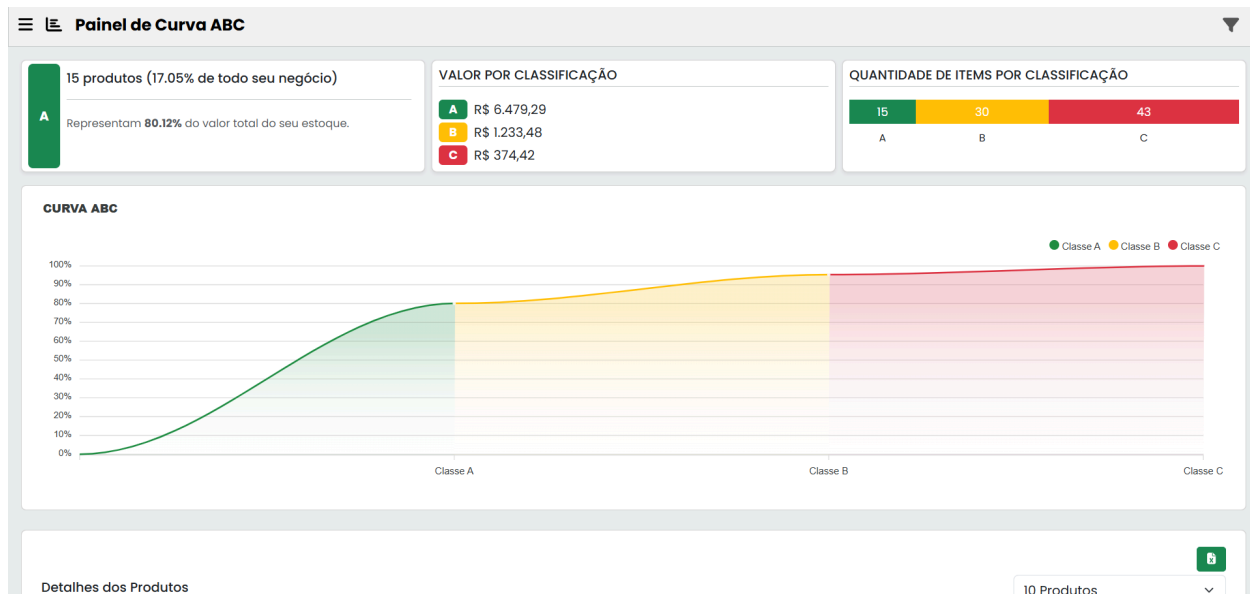 Painel de Curva ABC
A
15 produtos (17.05% de todo seu negócio)
Representam 80.12% do valor total do seu estoque.
VALOR POR CLASSIFICAÇÃO
A R$ 6.479,29
B R$ 1.233,48
C R$ 374,42
QUANTIDADE DE ITEMS POR CLASSIFICAÇÃO
15 30 43
A B C
CURVA ABC
Classe A Classe B Classe C
100%
90%
80%
70%
60%
50%
40%
30%
20%
10%
0%
Classe A Classe B Classe C
Detalhes dos Produtos
10 Produtos